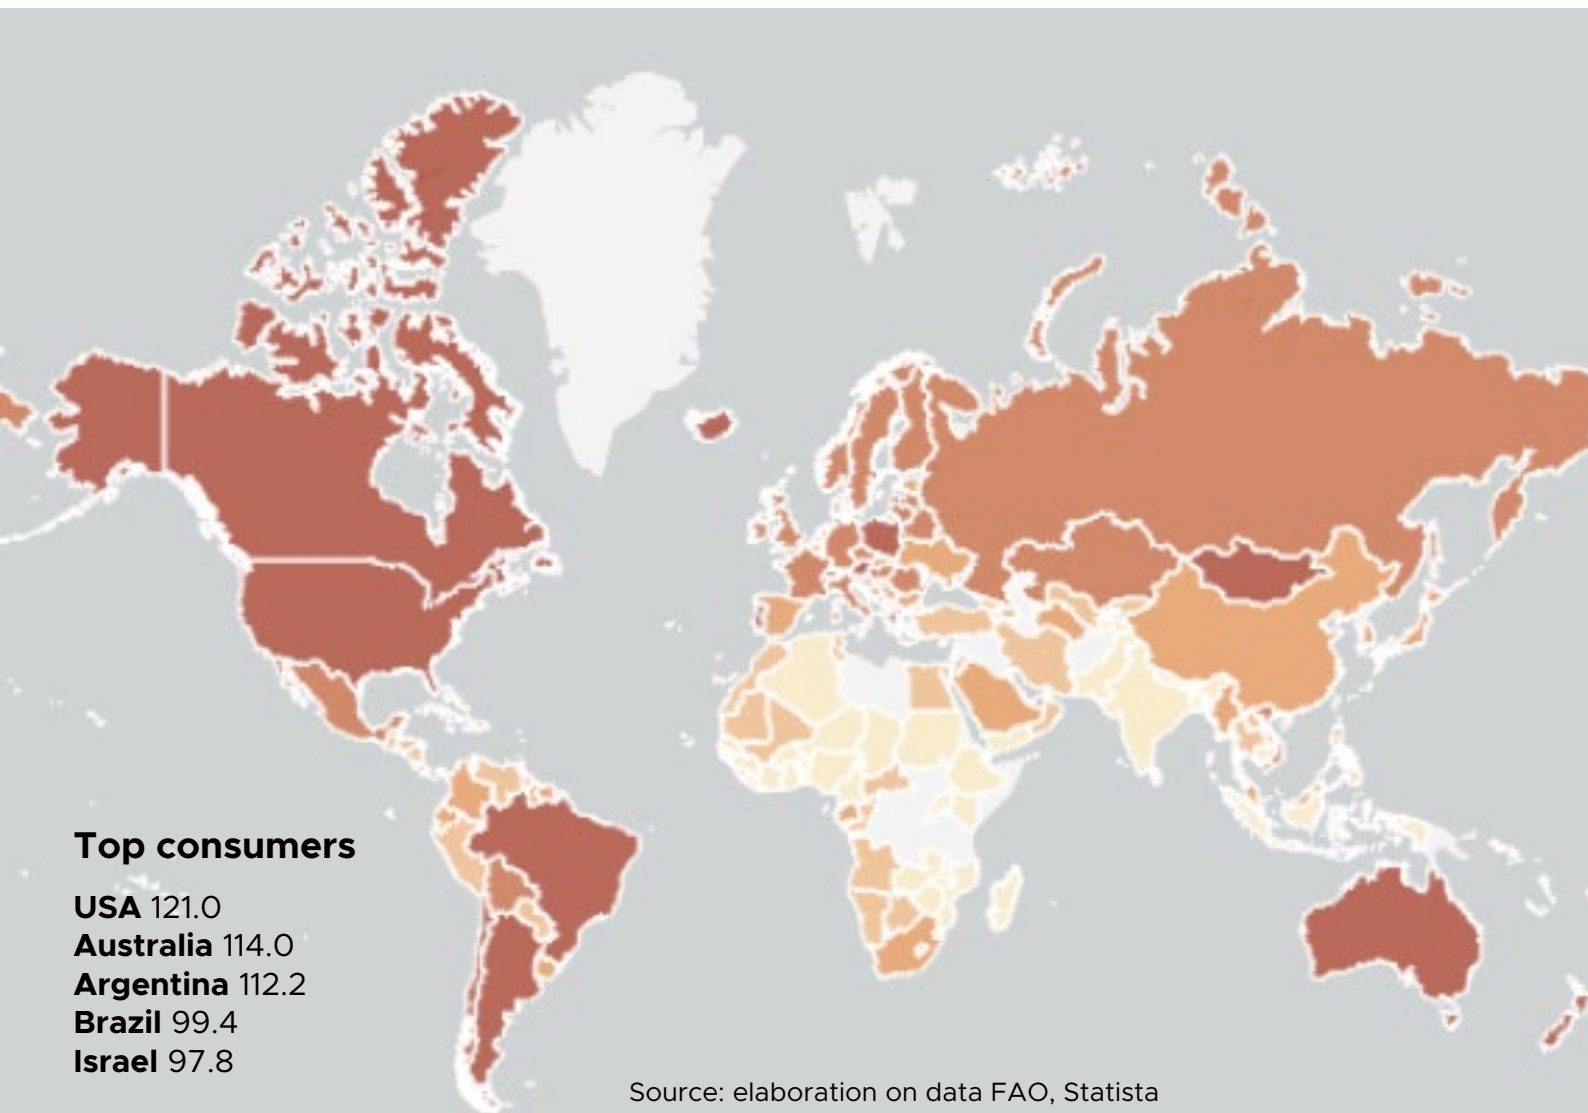 Top consumers
USA 121.0
Australia 114.0
Argentina 112.2
Brazil 99.4
Israel 97.8
Source: elaboration on data FAO, Statista